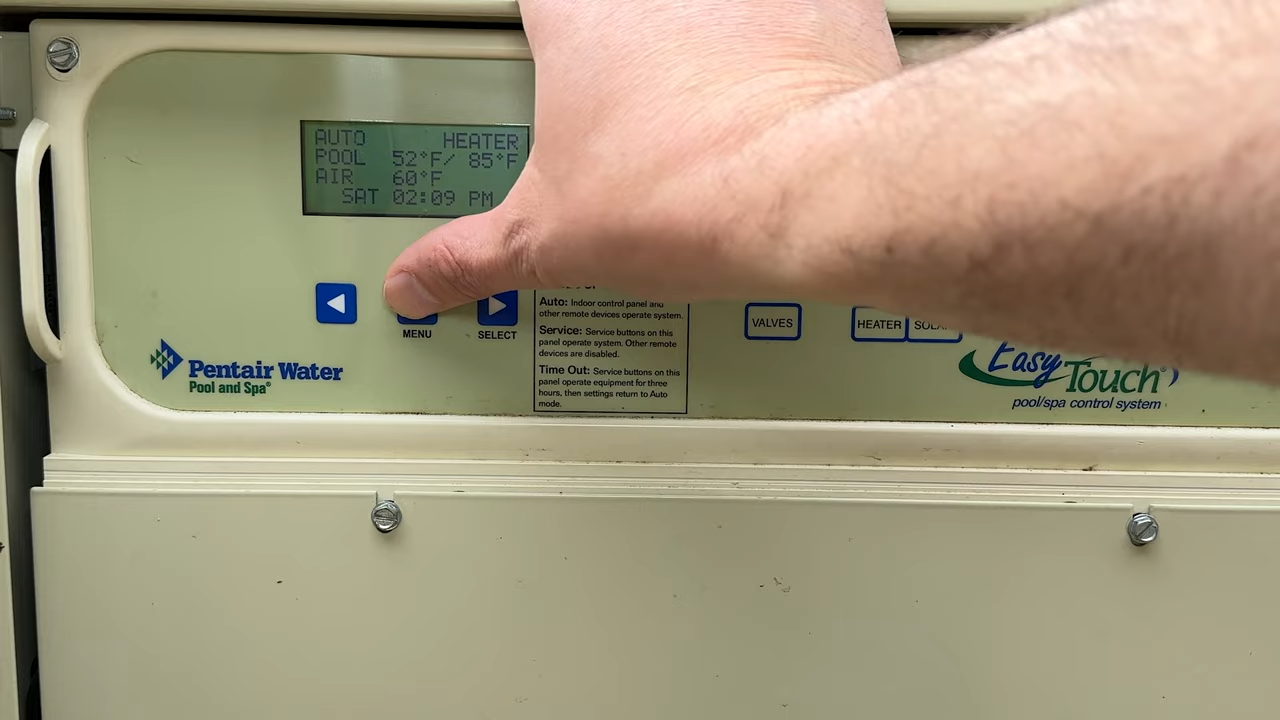 AUTO HEATER
POOL 52°F/ 85°F
AIR 60°F
SAT 02:09 PM
MENU
SELECT
Auto: Indoor control panel and
other remote devices operate system.
Service: Service buttons on this
panel operate system. Other remote
devices are disabled.
Time Out: Service buttons on this
panel operate equipment for three
hours, then settings return to Auto
mode.
VALVES
HEATER
Pentair Water
Pool and Spa®
EasyTouch®
pool/spa control system